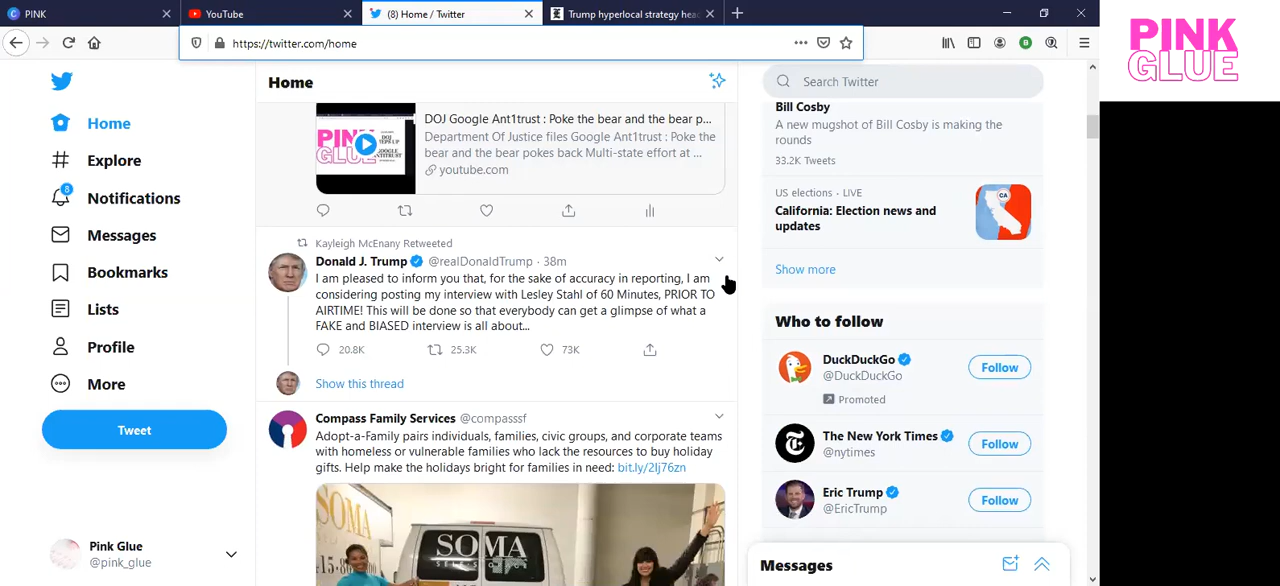 PINK
YouTube
(8) Home / Twitter
Trump hyperlocal strategy hea
https://twitter.com/home
PINK
GLUE
Home
Explore
8
Notifications
Messages
Bookmarks
Lists
Profile
More
Tweet
Pink Glue
@pink_glue
Home
DOJ Google Ant1trust : Poke the bear and the bear p...
Department Of Justice files Google Ant1trust : Poke the
bear and the bear pokes back Multi-state effort at ...
youtube.com
Kayleigh McEnany Retweeted
Donald J. Trump @realDonaldTrump · 38m
I am pleased to inform you that, for the sake of accuracy in reporting, I am
considering posting my interview with Lesley Stahl of 60 Minutes, PRIOR TO
AIRTIME! This will be done so that everybody can get a glimpse of what a
FAKE and BIASED interview is all about...
20.8K 25.3K 73K
Show this thread
Compass Family Services @compasssf
Adopt-a-Family pairs individuals, families, civic groups, and corporate teams
with homeless or vulnerable families who lack the resources to buy holiday
gifts. Help make the holidays bright for families in need: bit.ly/2Ij76zn
SOMA
SOMA
Search Twitter
Bill Cosby
A new mugshot of Bill Cosby is making the
rounds
33.2K Tweets
US elections · LIVE
California: Election news and
updates
CA
Show more
Who to follow
DuckDuckGo
@DuckDuckGo
Follow
Promoted
The New York Times
@nytimes
Follow
Eric Trump
@EricTrump
Follow
Messages